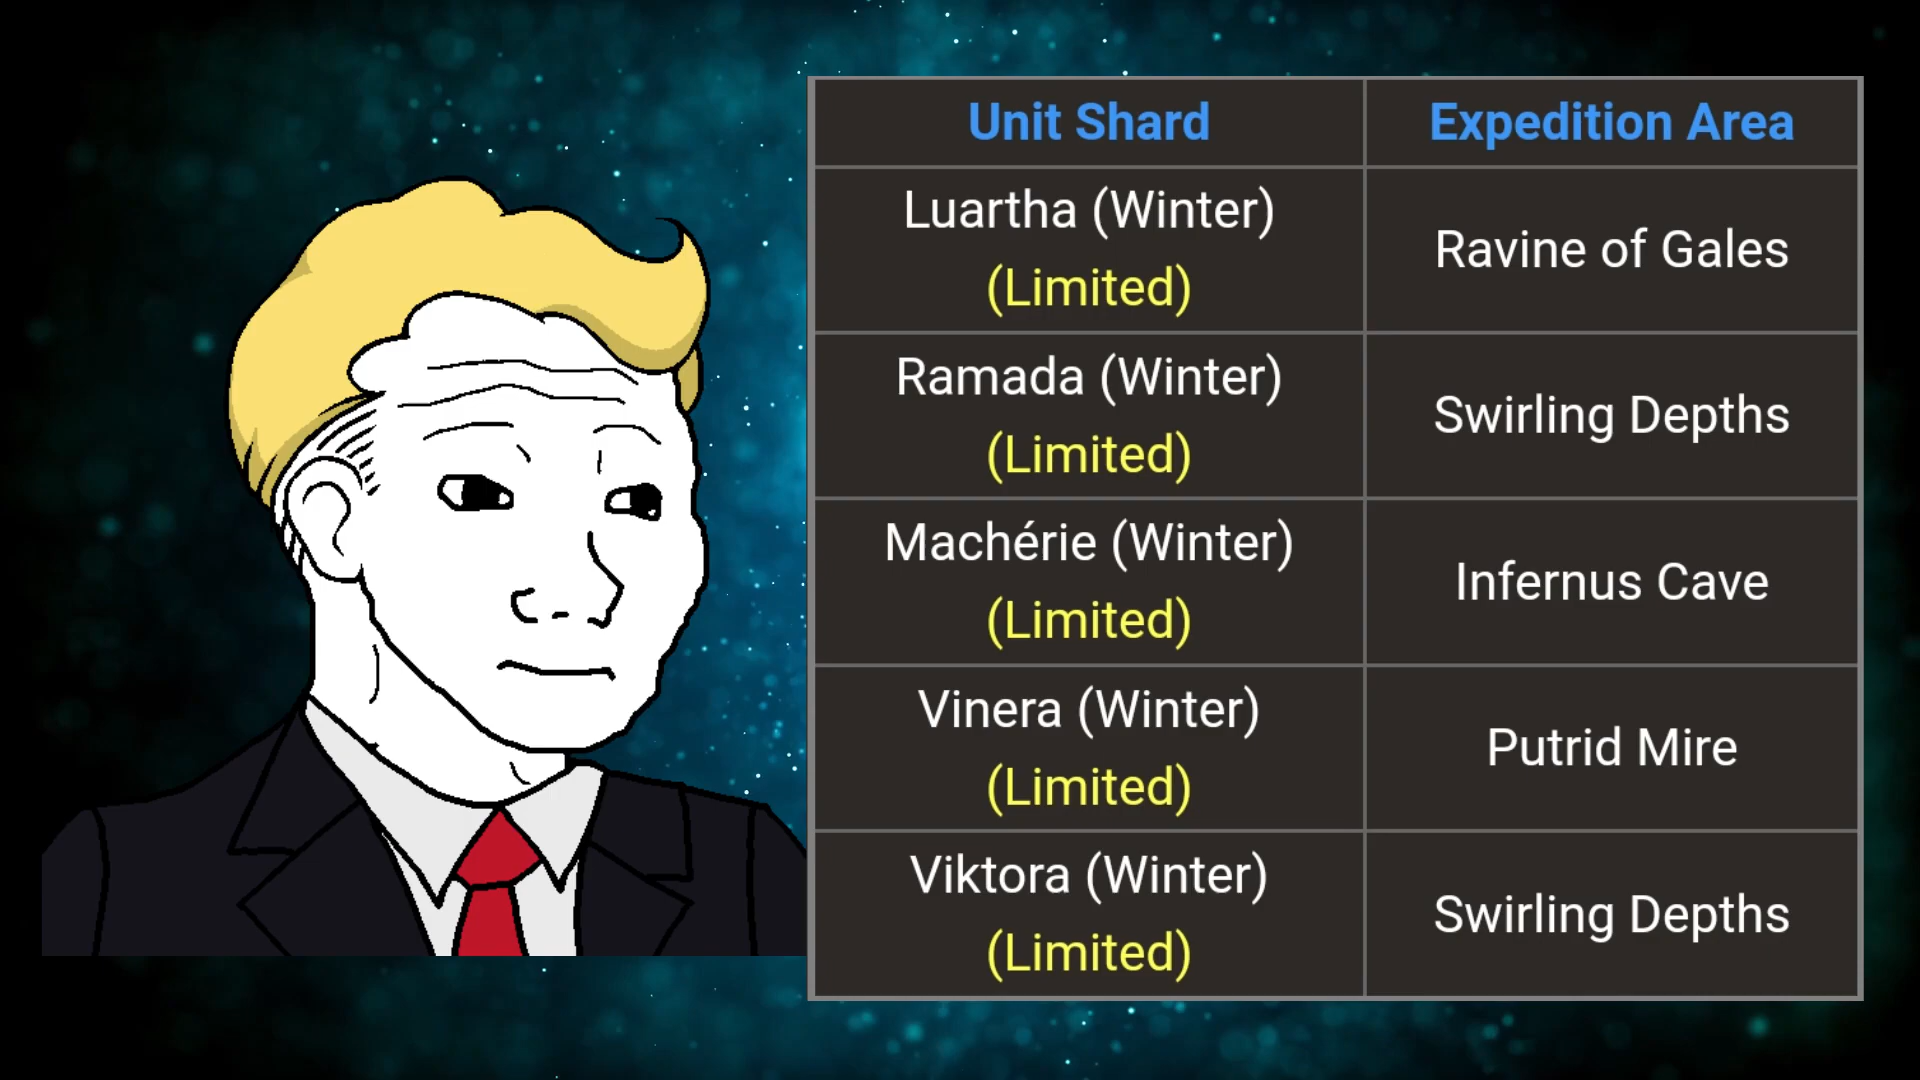 Unit Shard
Expedition Area
Luartha (Winter)
(Limited)
Ravine of Gales
Ramada (Winter)
(Limited)
Swirling Depths
Machérie (Winter)
(Limited)
Infernus Cave
Vinera (Winter)
(Limited)
Putrid Mire
Viktora (Winter)
(Limited)
Swirling Depths